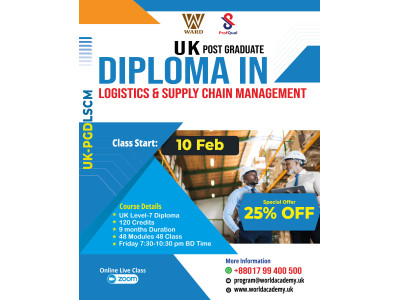 WARD
ProfQual
UK POST GRADUATE
DIPLOMA IN
LOGISTICS & SUPPLY CHAIN MANAGEMENT
UK-PGDLSCM
Class Start: 10 Feb
Special Offer
25% OFF
Course Details
UK Level-7 Diploma
120 Credits
9 months Duration
48 Modules 48 Class
Friday 7:30-10:30 pm BD Time
Online Live Class
zoom
More Information
+88017 99 400 500
program@worldacademy.uk
www.worldacademy.uk